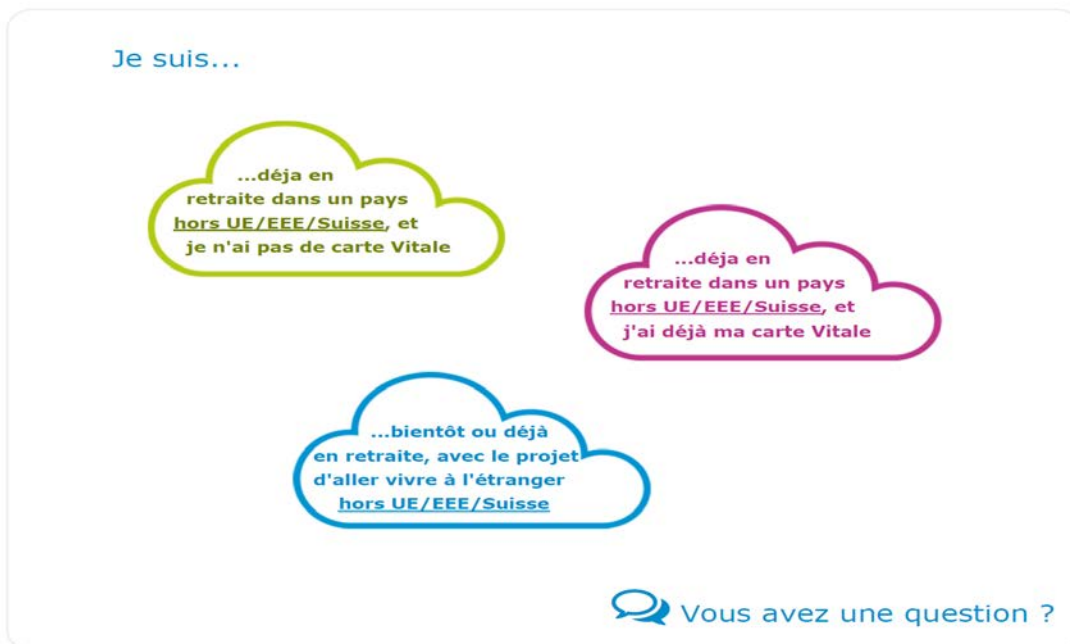 Je suis...
...déja en
retraite dans un pays
hors UE/EEE/Suisse, et
je n'ai pas de carte Vitale
...déja en
retraite dans un pays
hors UE/EEE/Suisse, et
j'ai déjà ma carte Vitale
...bientôt ou déjà
en retraite, avec le projet
d'aller vivre à l'étranger
hors UE/EEE/Suisse
Vous avez une question ?